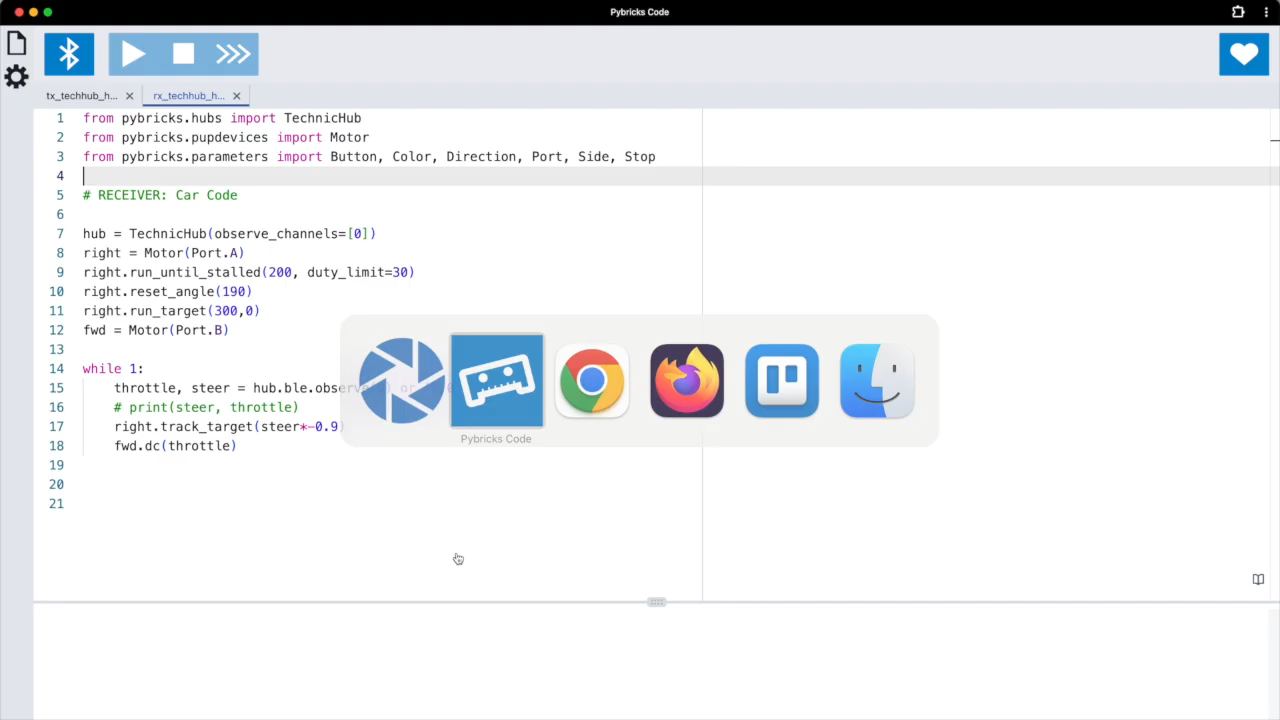 Pybricks Code
tx_techhub_h...
rx_techhub_h...
1 from pybricks.hubs import TechnicHub
2 from pybricks.pupdevices import Motor
3 from pybricks.parameters import Button, Color, Direction, Port, Side, Stop
4
5 # RECEIVER: Car Code
6
7 hub = TechnicHub(observe_channels=[0])
8 right = Motor(Port.A)
9 right.run_until_stalled(200, duty_limit=30)
10 right.reset_angle(190)
11 right.run_target(300,0)
12 fwd = Motor(Port.B)
13
14 while 1:
15 throttle, steer = hub.ble.observe
16 # print(steer, throttle)
17 right.track_target(steer*-0.9)
18 fwd.dc(throttle)
19
20
21
Pybricks Code